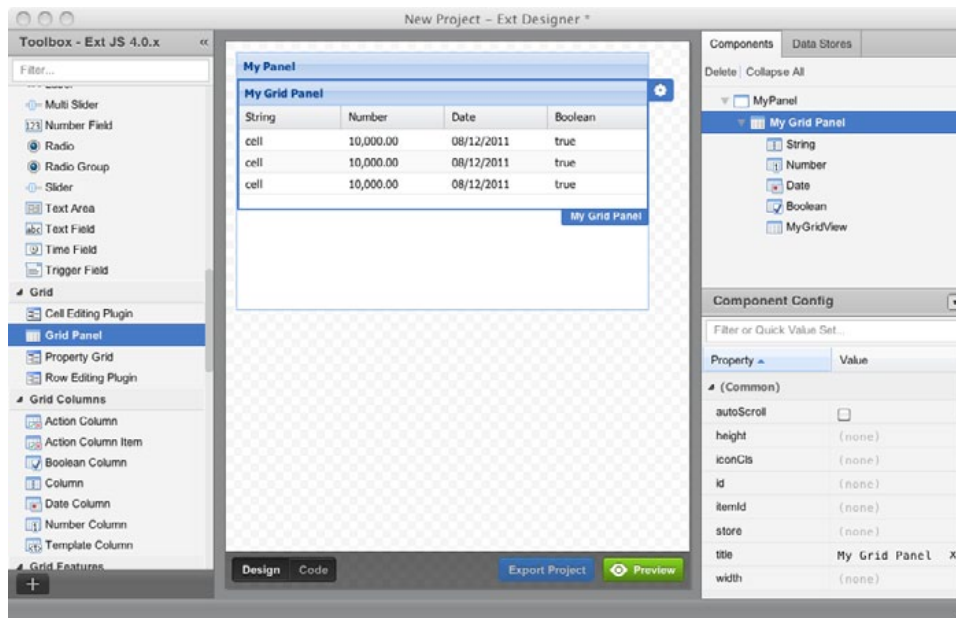 New Project – Ext Designer *
Toolbox - Ext JS 4.0.x «
Filter...
Multi Slider
Number Field
Radio
Radio Group
Slider
Text Area
Text Field
Time Field
Trigger Field
Grid
Cell Editing Plugin
Grid Panel
Property Grid
Row Editing Plugin
Grid Columns
Action Column
Action Column Item
Boolean Column
Column
Date Column
Number Column
Template Column
Grid Features
My Panel
My Grid Panel
String Number Date Boolean
cell 10,000.00 08/12/2011 true
cell 10,000.00 08/12/2011 true
cell 10,000.00 08/12/2011 true
My Grid Panel
Design Code
Export Project
Preview
Components Data Stores
Delete Collapse All
MyPanel
My Grid Panel
String
Number
Date
Boolean
MyGridView
Component Config
Filter or Quick Value Set...
Property Value
(Common)
autoScroll
height (none)
iconCls (none)
id (none)
itemId (none)
store (none)
title My Grid Panel X
width (none)